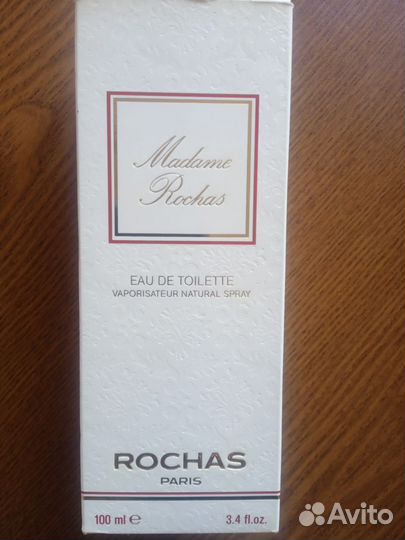 Madame
Rochas
EAU DE TOILETTE
VAPORISATEUR NATURAL SPRAY
ROCHAS
PARIS
100 ml ℮ 3.4 fl.oz.
Avito